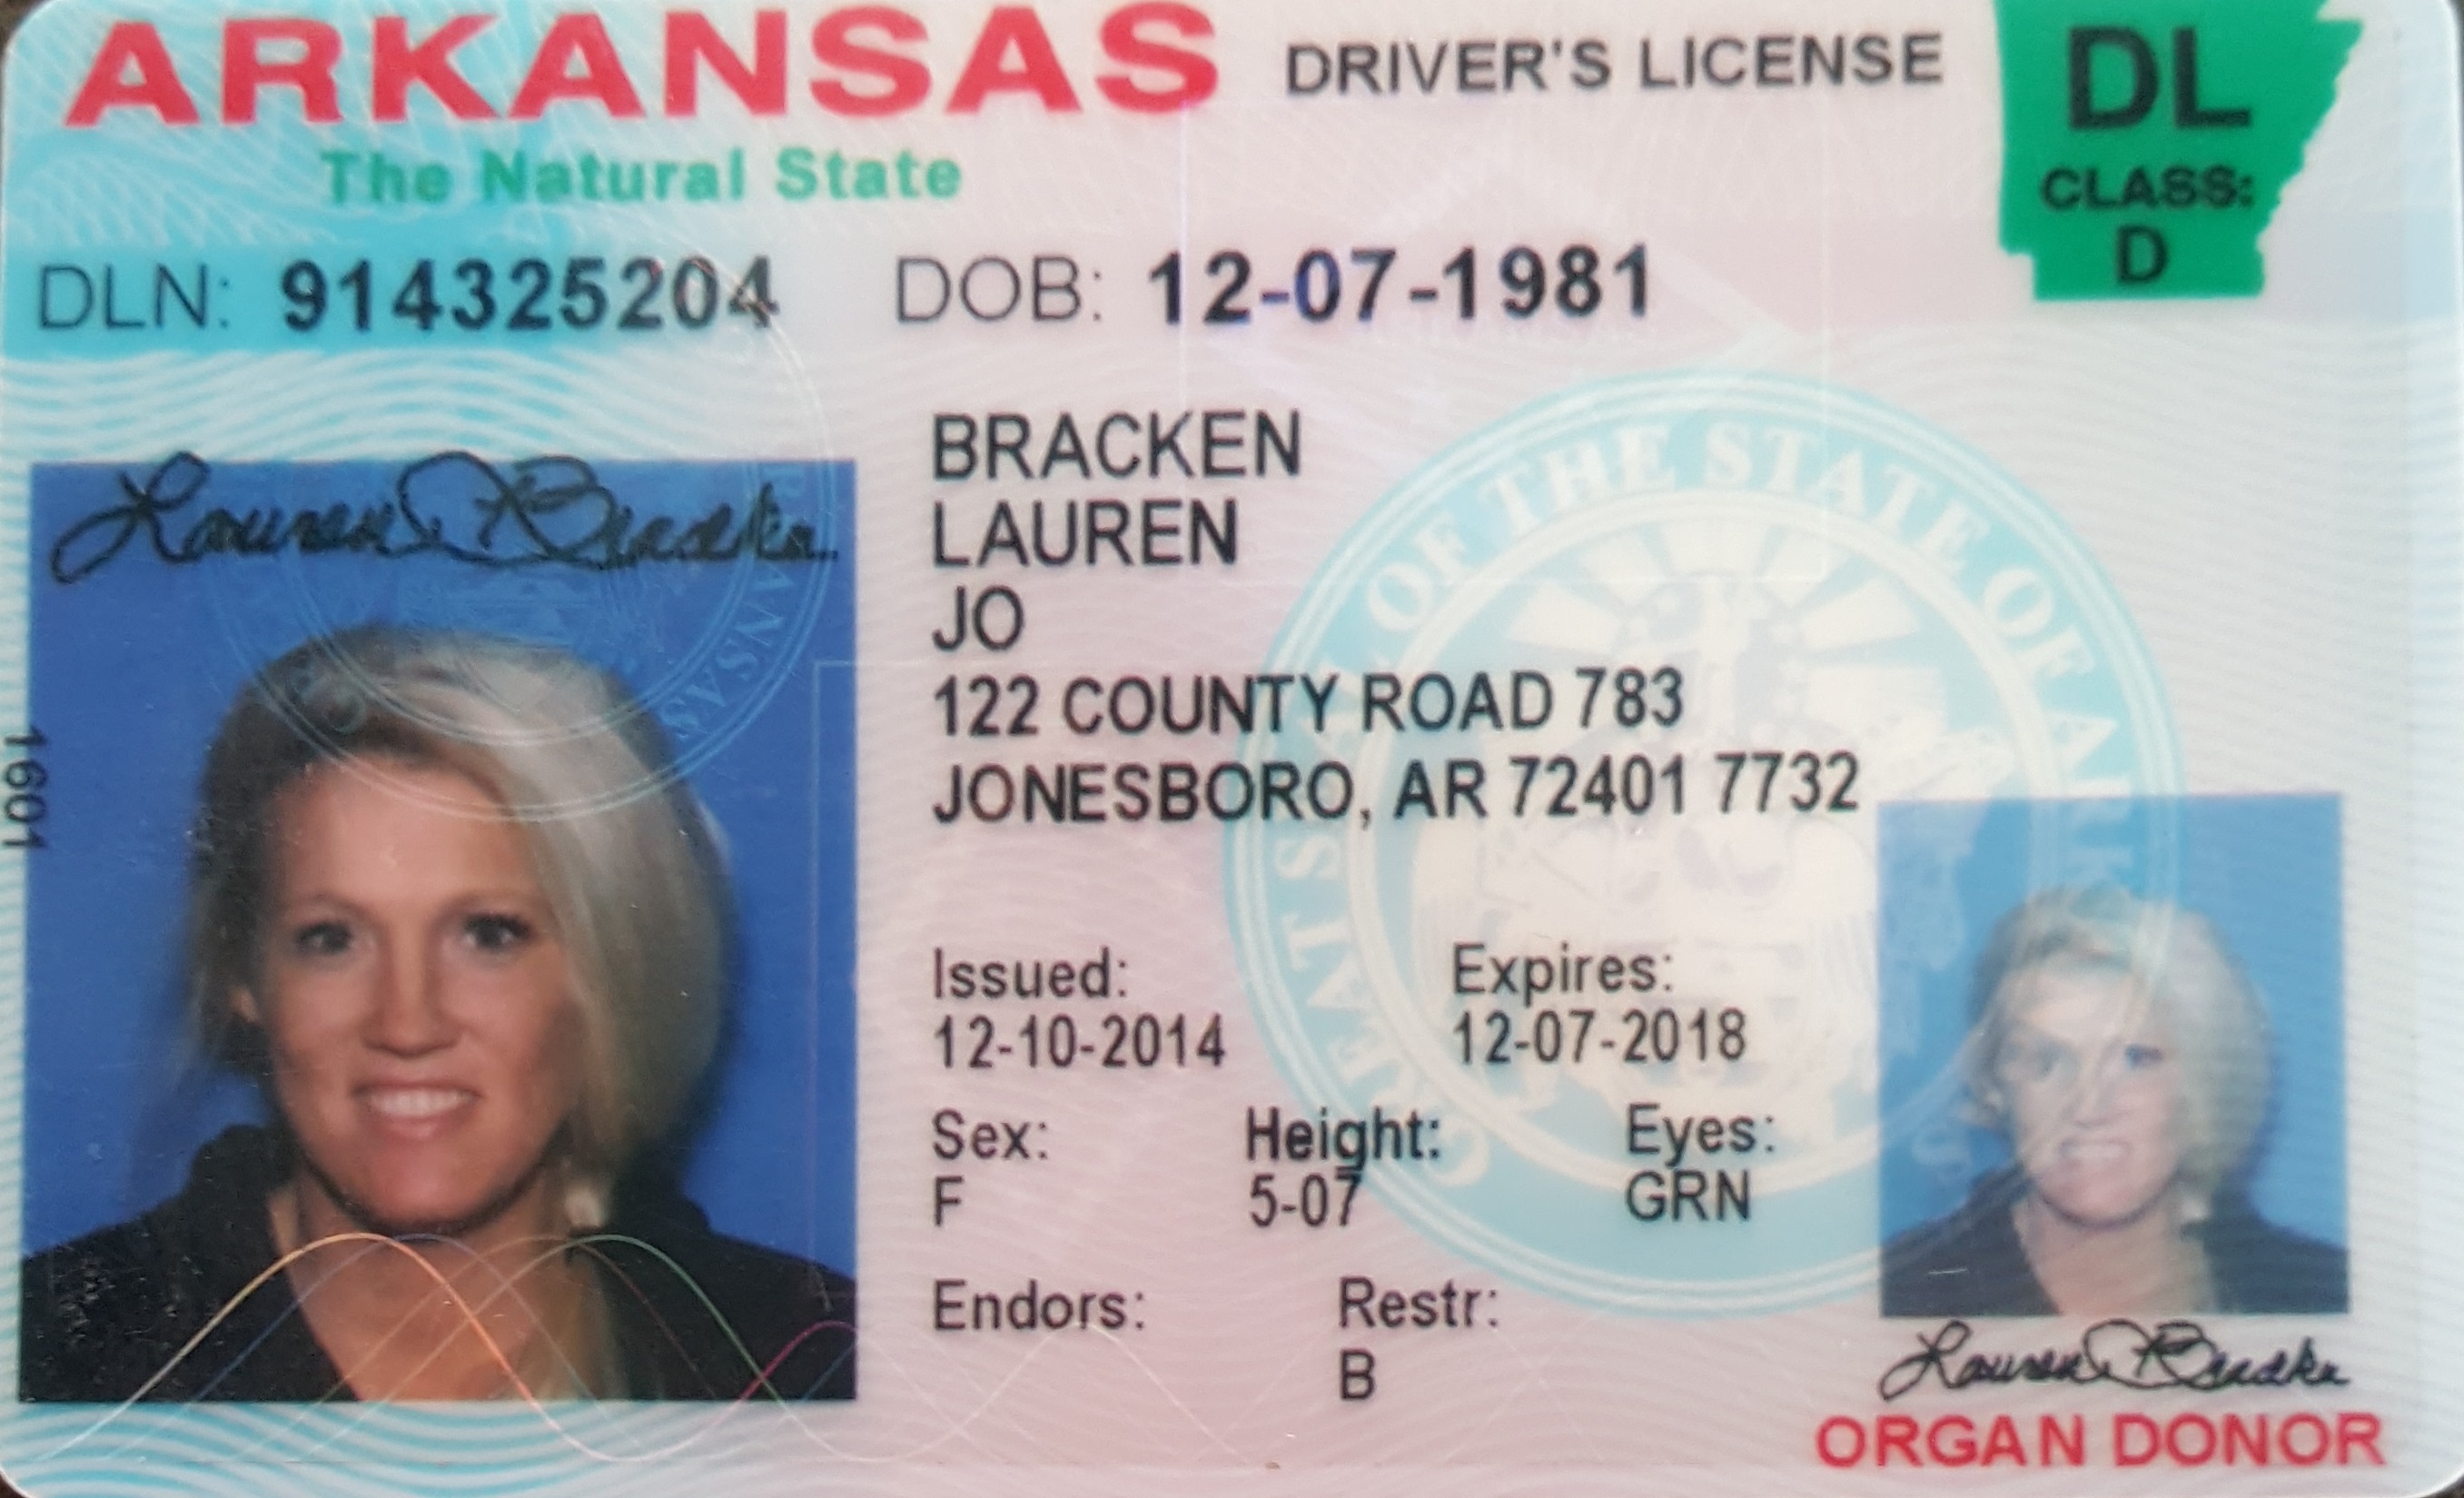 ARKANSAS DRIVER'S LICENSE
The Natural State
DL
CLASS:
D
DLN: 914325204 DOB: 12-07-1981
BRACKEN
LAUREN
JO
122 COUNTY ROAD 783
JONESBORO, AR 72401 7732
Issued: Expires:
12-10-2014 12-07-2018
Sex: Height: Eyes:
F 5-07 GRN
Endors: Restr:
B
ORGAN DONOR
1601
Lauren J Bracken
Lauren J Bracken
OF THE STATE OF ARK